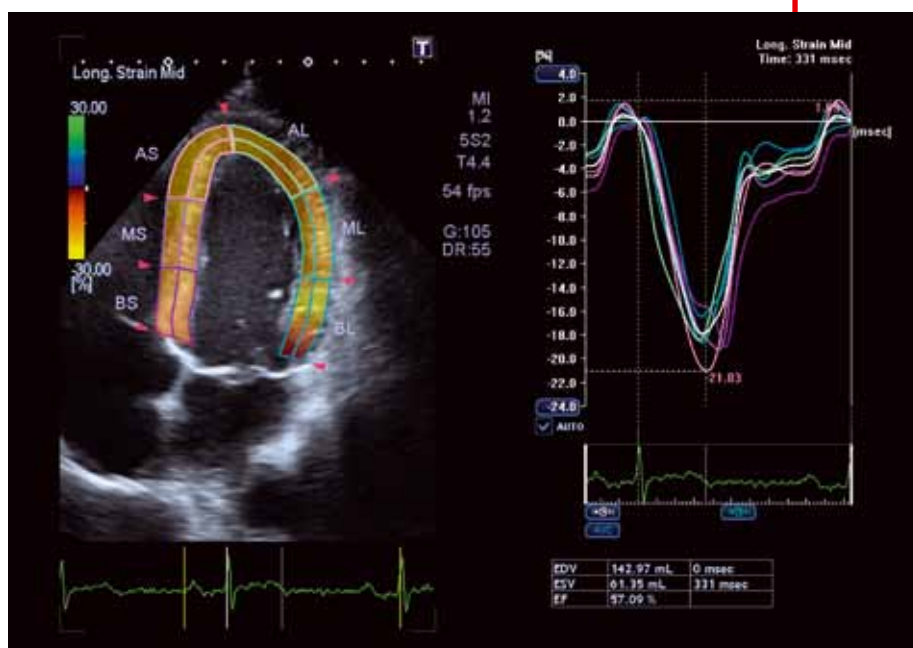 T
Long. Strain Mid
30.00
-30.00
[%]
AS
AL
MS
ML
BS
BL
MI
1.2
5S2
T4.4
54 fps
G:105
DR:55
Long. Strain Mid
Time: 331 msec
[%]
4.0
2.0
0.0
-2.0
-4.0
-6.0
-8.0
-10.0
-12.0
-14.0
-16.0
-18.0
-20.0
-22.0
-24.0
[msec]
-21.03
AUTO
AVC
EDV 142.97 mL 0 msec
ESV 61.35 mL 331 msec
EF 57.09 %